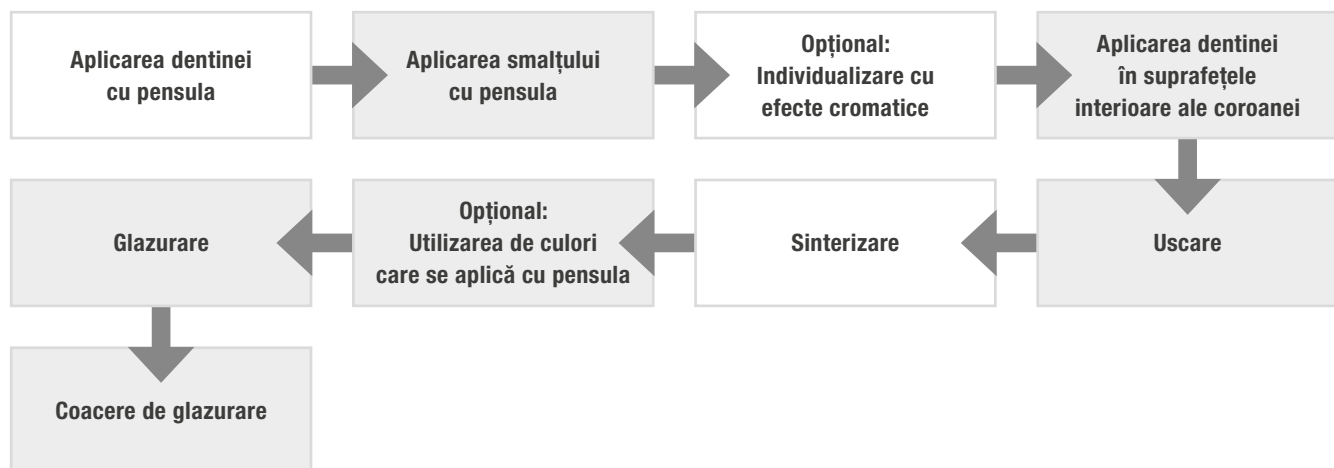 Aplicarea dentinei
cu pensula
Aplicarea smalțului
cu pensula
Opțional:
Individualizare cu
efecte cromatice
Aplicarea dentinei
în suprafețele
interioare ale coroanei
Uscare
Sinterizare
Opțional:
Utilizarea de culori
care se aplică cu pensula
Glazurare
Coacere de glazurare